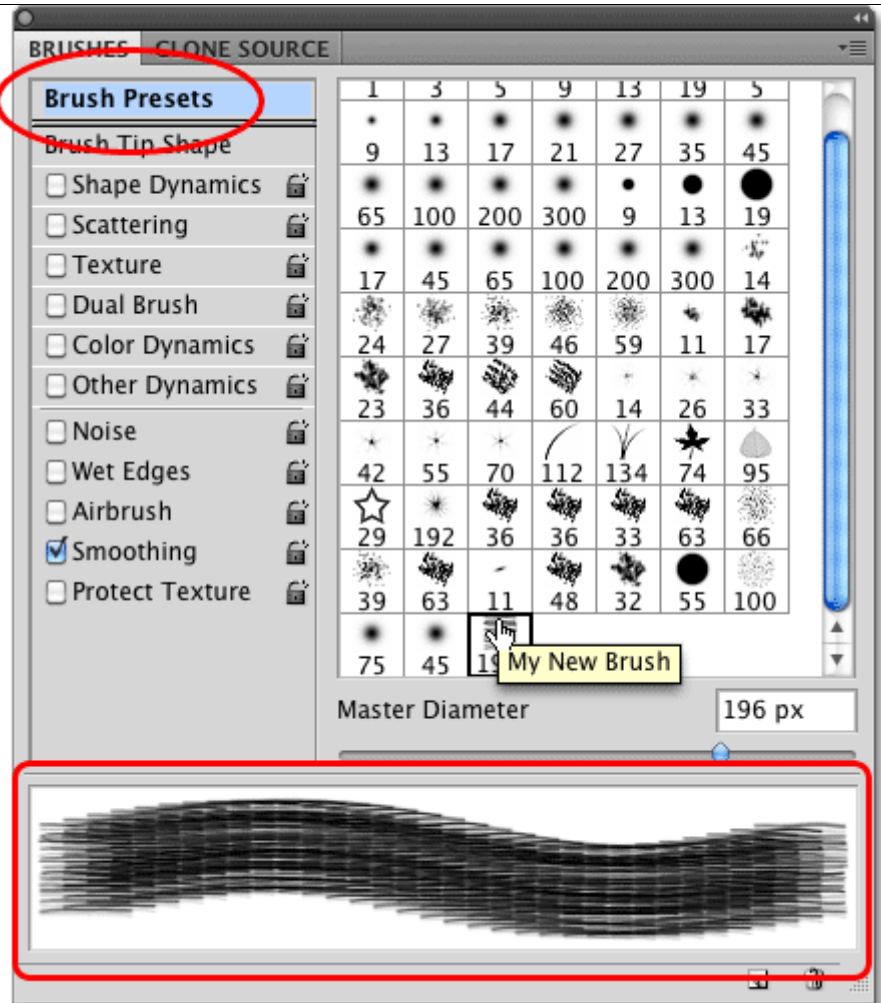 BRUSHES CLONE SOURCE
Brush Presets
Brush Tip Shape
Shape Dynamics
Scattering
Texture
Dual Brush
Color Dynamics
Other Dynamics
Noise
Wet Edges
Airbrush
Smoothing
Protect Texture
1 3 5 9 13 19 5
9 13 17 21 27 35 45
65 100 200 300 9 13 19
17 45 65 100 200 300 14
24 27 39 46 59 11 17
23 36 44 60 14 26 33
42 55 70 112 134 74 95
29 192 36 36 33 63 66
39 63 11 48 32 55 100
75 45
My New Brush
Master Diameter 196 px